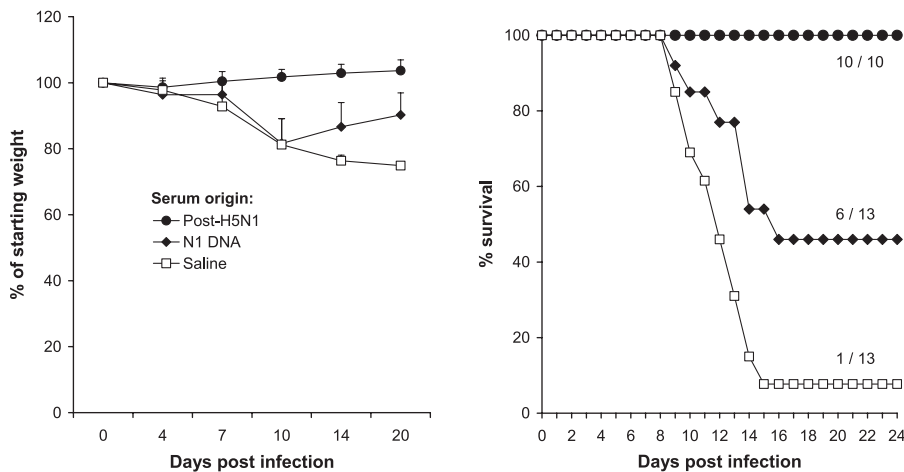 % of starting weight
120
100
80
60
40
20
0
Serum origin:
Post-H5N1
N1 DNA
Saline
0 4 7 10 14 20
Days post infection
% survival
100
80
60
40
20
0
10 / 10
6 / 13
1 / 13
0 2 4 6 8 10 12 14 16 18 20 22 24
Days post infection